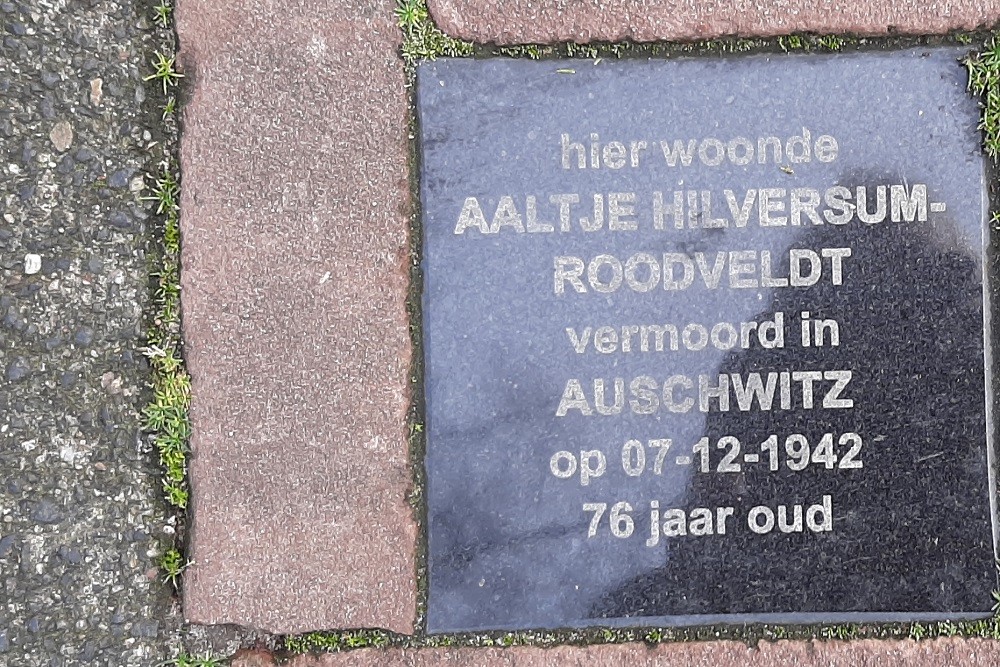 hier woonde
AALTJE HILVERSUM-
ROODVELDT
vermoord in
AUSCHWITZ
op 07-12-1942
76 jaar oud